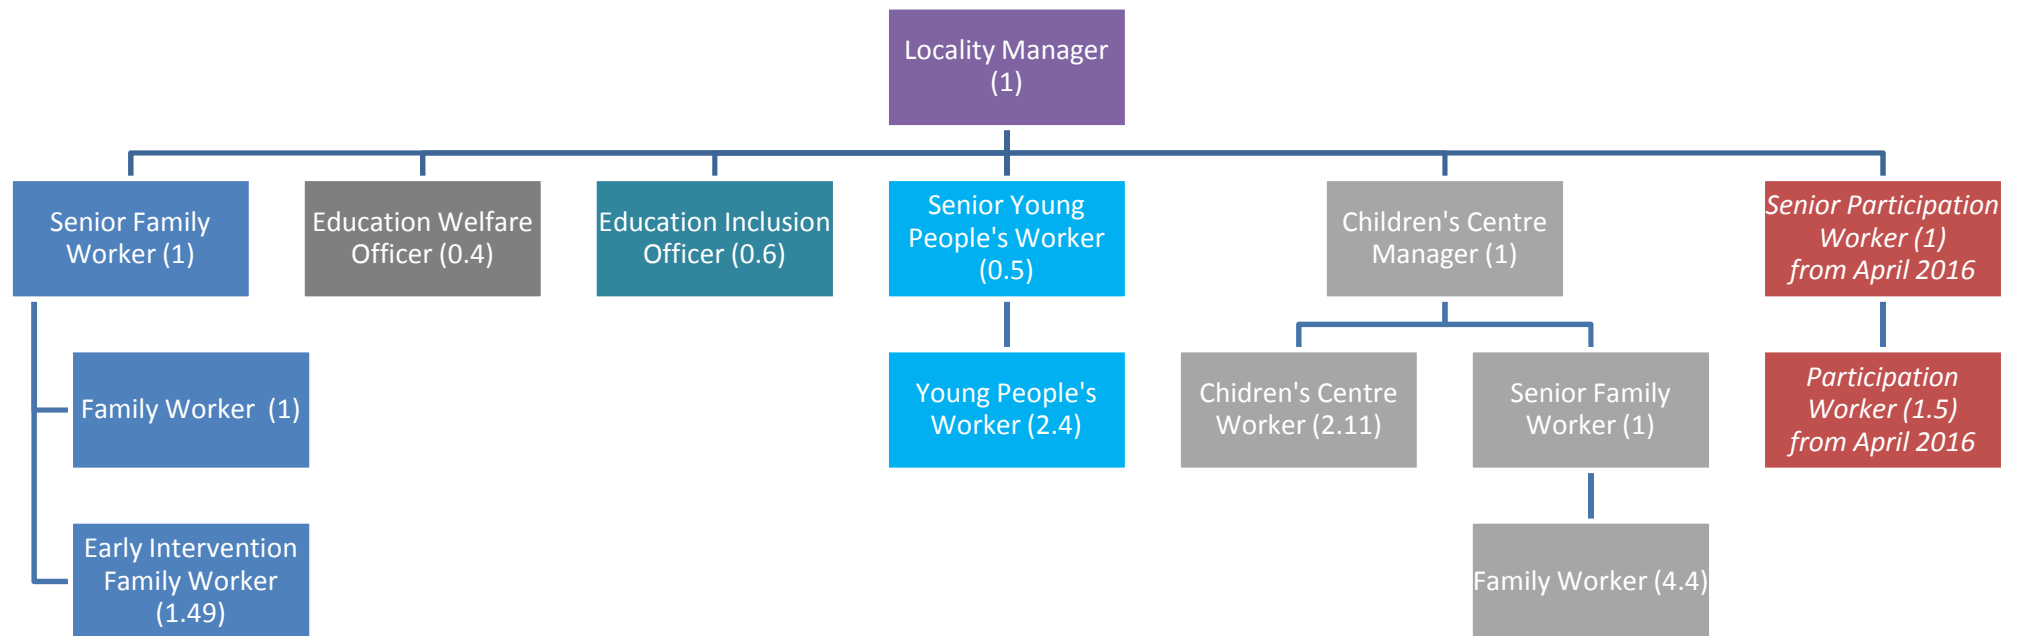 Locality Manager
(1)
Senior Family
Worker (1)
Education Welfare
Officer (0.4)
Education Inclusion
Officer (0.6)
Senior Young
People's Worker
(0.5)
Children's Centre
Manager (1)
Senior Participation
Worker (1)
from April 2016
Family Worker  (1)
Young People's
Worker (2.4)
Chidren's Centre
Worker (2.11)
Senior Family
Worker (1)
Participation
Worker (1.5)
from April 2016
Early Intervention
Family Worker
(1.49)
Family Worker (4.4)